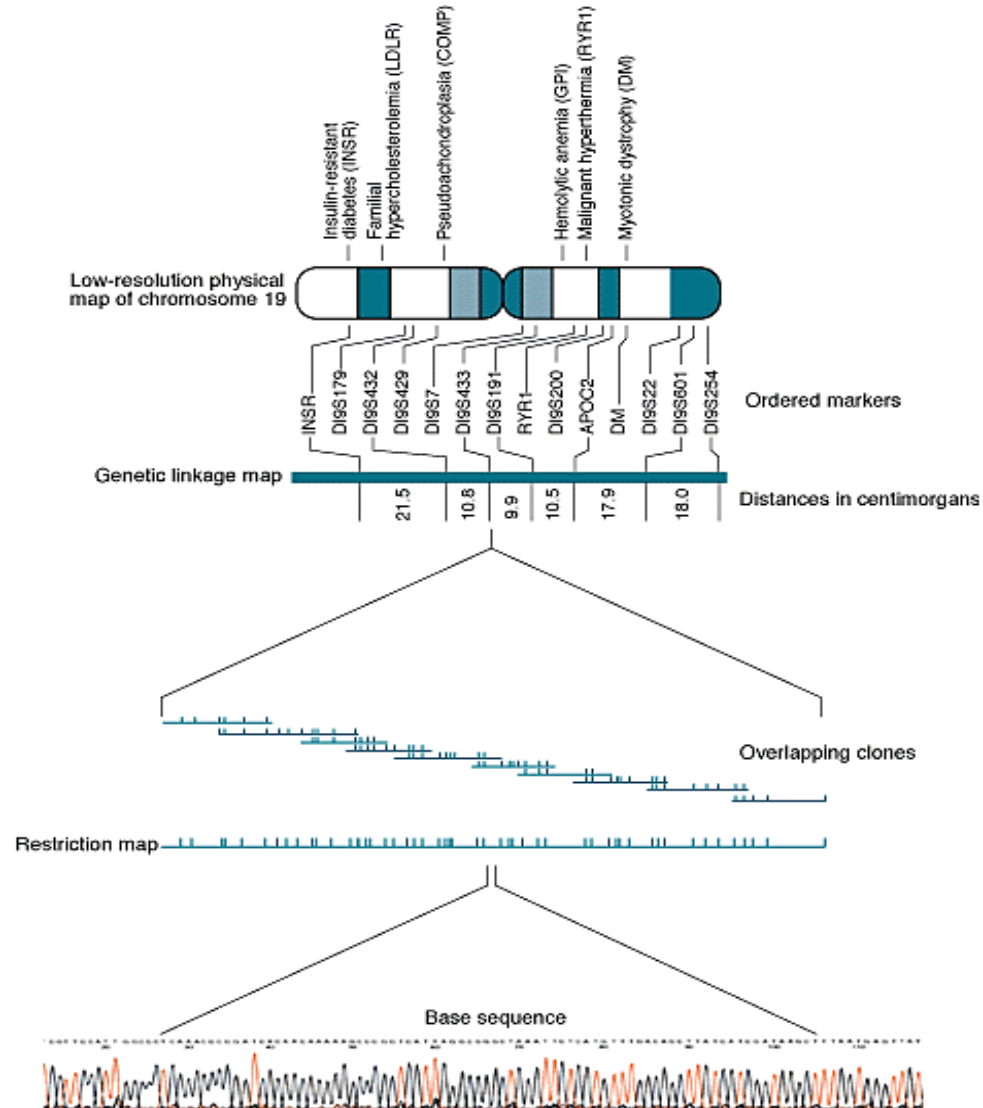 Insulin-resistant
diabetes (INSR)
Familial
hypercholesterolemia (LDLR)
Pseudoachondroplasia (COMP)
Hemolytic anemia (GPI)
Malignant hyperthermia (RYR1)
Myotonic dystrophy (DM)
Low-resolution physical
map of chromosome 19
INSR
DI9S179
DI9S432
DI9S429
DI9S7
DI9S433
DI9S191
RYR1
DI9S200
APOC2
DM
DI9S22
DI9S601
DI9S254
Ordered markers
Genetic linkage map
21.5
10.8
9.9
10.5
17.9
18.0
Distances in centimorgans
Overlapping clones
Restriction map
Base sequence